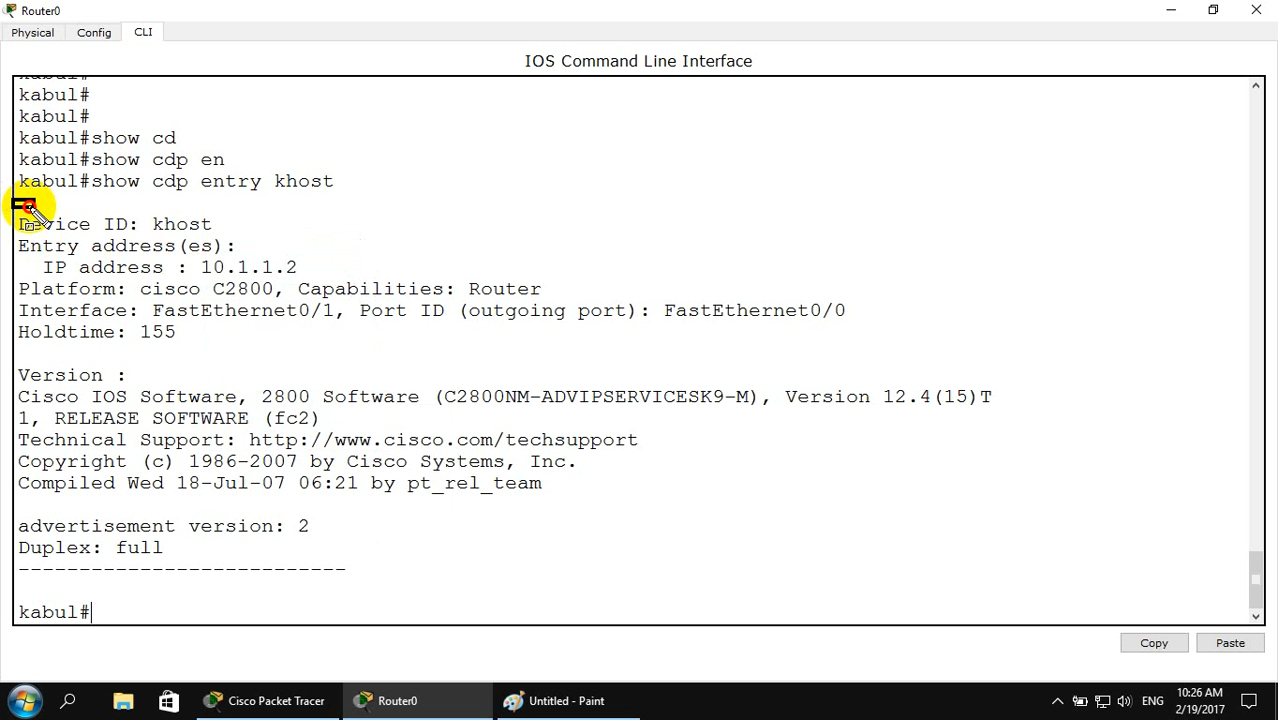 Router0
Physical
Config
CLI
IOS Command Line Interface
kabul#
kabul#
kabul#
kabul#show cd
kabul#show cdp en
kabul#show cdp entry khost
Device ID: khost
Entry address(es):
IP address : 10.1.1.2
Platform: cisco C2800, Capabilities: Router
Interface: FastEthernet0/1, Port ID (outgoing port): FastEthernet0/0
Holdtime: 155
Version :
Cisco IOS Software, 2800 Software (C2800NM-ADVIPSERVICESK9-M), Version 12.4(15)T
1, RELEASE SOFTWARE (fc2)
Technical Support: http://www.cisco.com/techsupport
Copyright (c) 1986-2007 by Cisco Systems, Inc.
Compiled Wed 18-Jul-07 06:21 by pt_rel_team
advertisement version: 2
Duplex: full
---------------------------
kabul#
Copy
Paste
Cisco Packet Tracer
Router0
Untitled - Paint
ENG
10:26 AM
2/19/2017